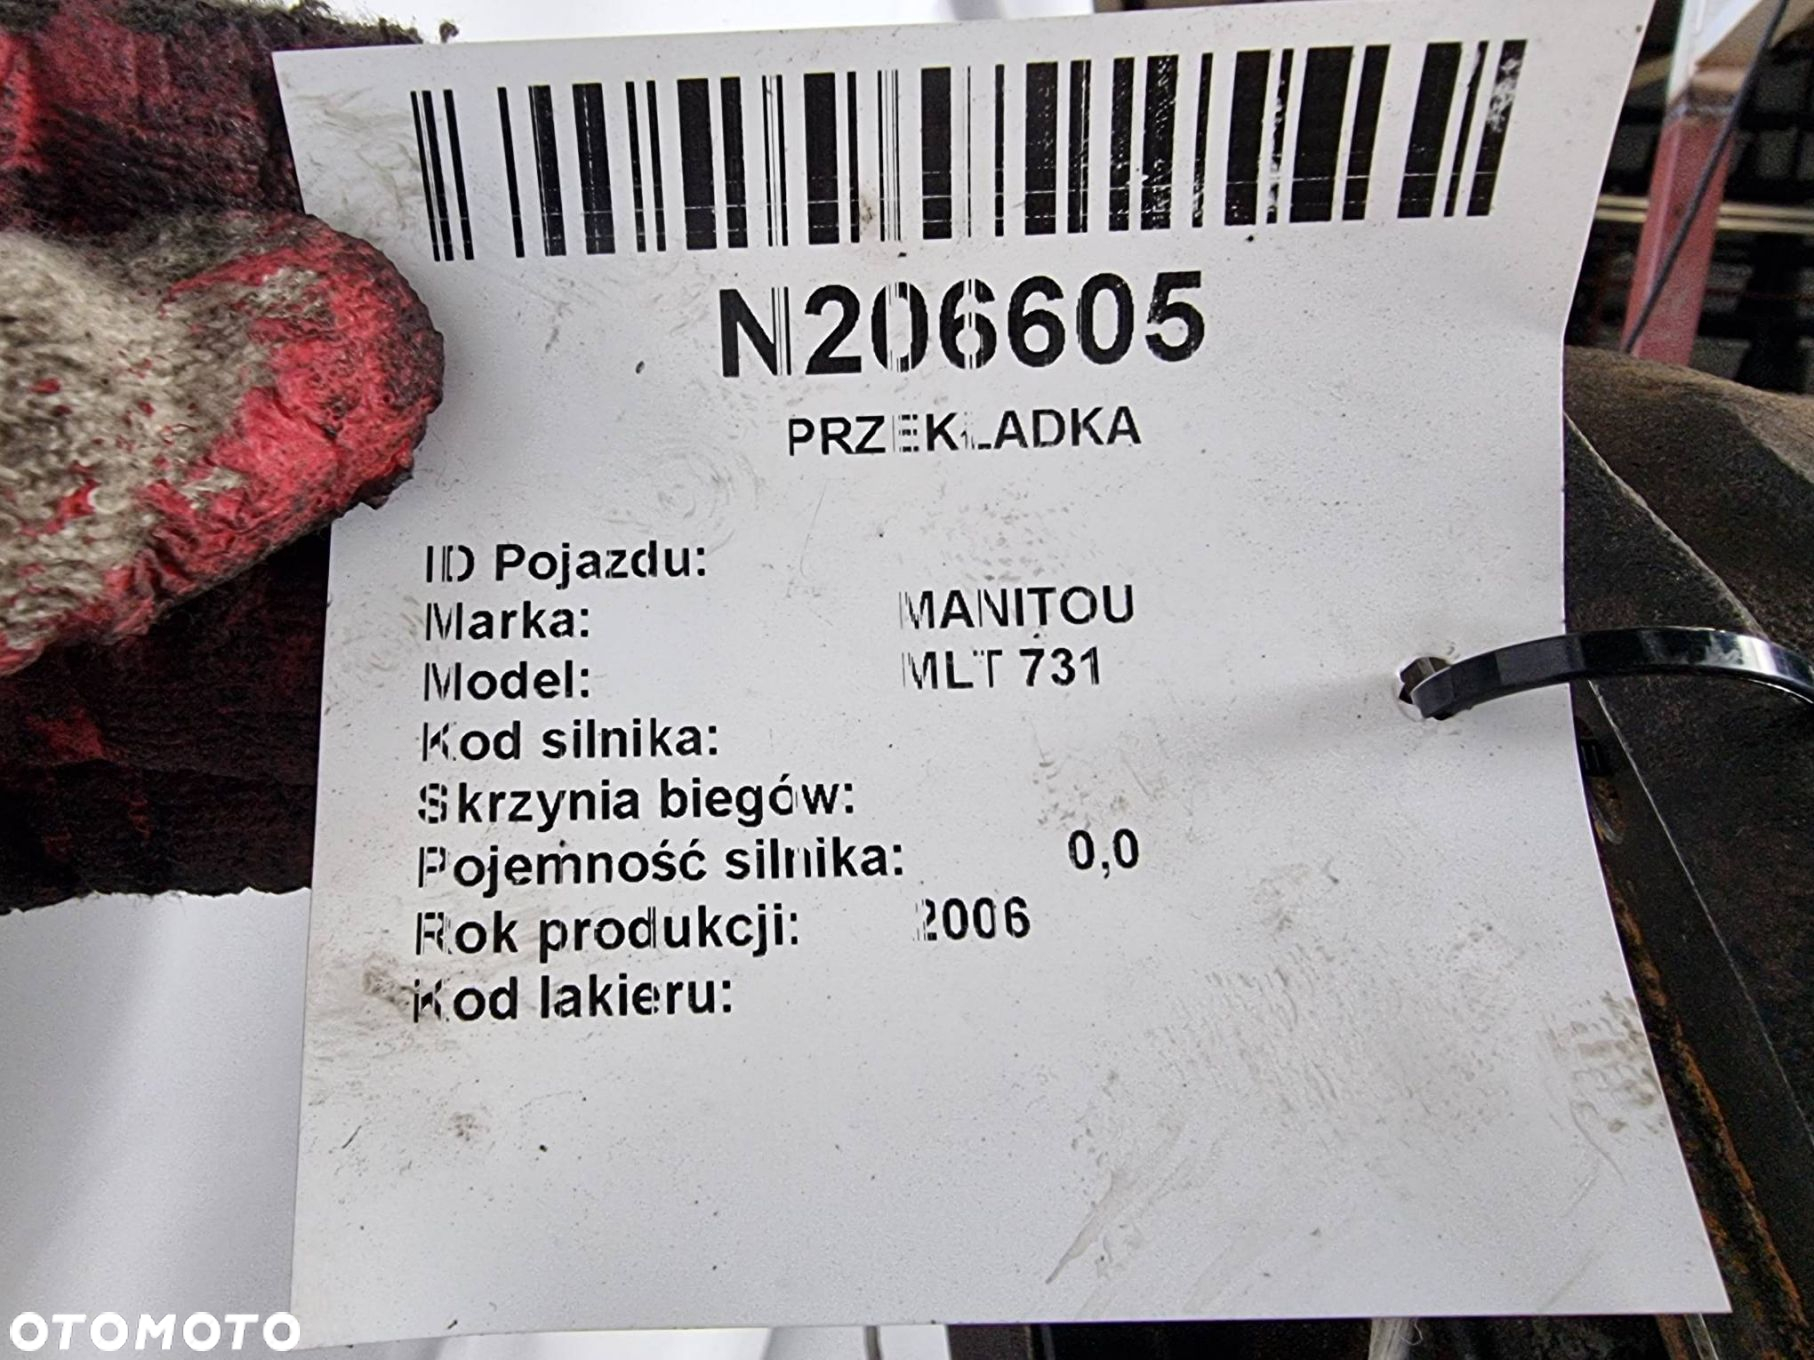 N206605
PRZEKŁADKA
ID Pojazdu:
Marka: MANITOU
Model: MLT 731
Kod silnika:
Skrzynia biegów:
Pojemność silnika: 0,0
Rok produkcji: 2006
Kod lakieru:
OTOMOTO